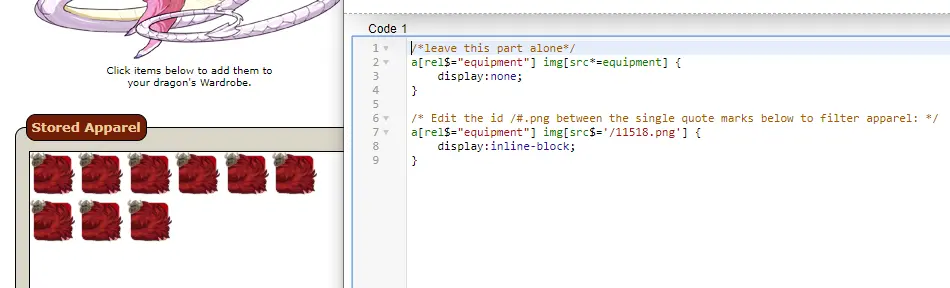 Click items below to add them to
your dragon's Wardrobe.
Stored Apparel
Code 1
1 /*leave this part alone*/
2 a[rel$="equipment"] img[src*=equipment] {
3     display:none;
4 }
5
6 /* Edit the id /#.png between the single quote marks below to filter apparel: */
7 a[rel$="equipment"] img[src$='/11518.png'] {
8     display:inline-block;
9 }